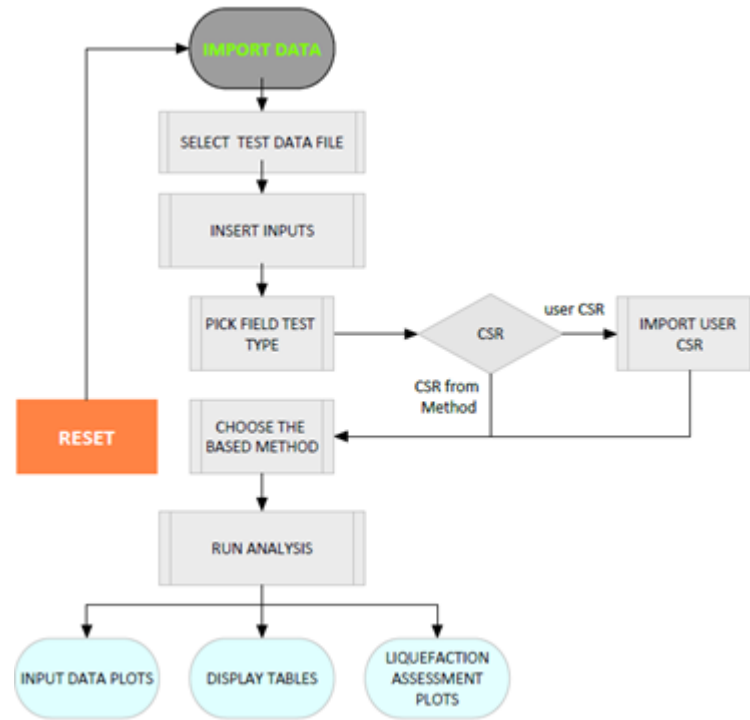 IMPORT DATA
SELECT TEST DATA FILE
INSERT INPUTS
PICK FIELD TEST
TYPE
CSR
user CSR
IMPORT USER
CSR
CSR from
Method
RESET
CHOOSE THE
BASED METHOD
RUN ANALYSIS
INPUT DATA PLOTS
DISPLAY TABLES
LIQUEFACTION
ASSESSMENT
PLOTS